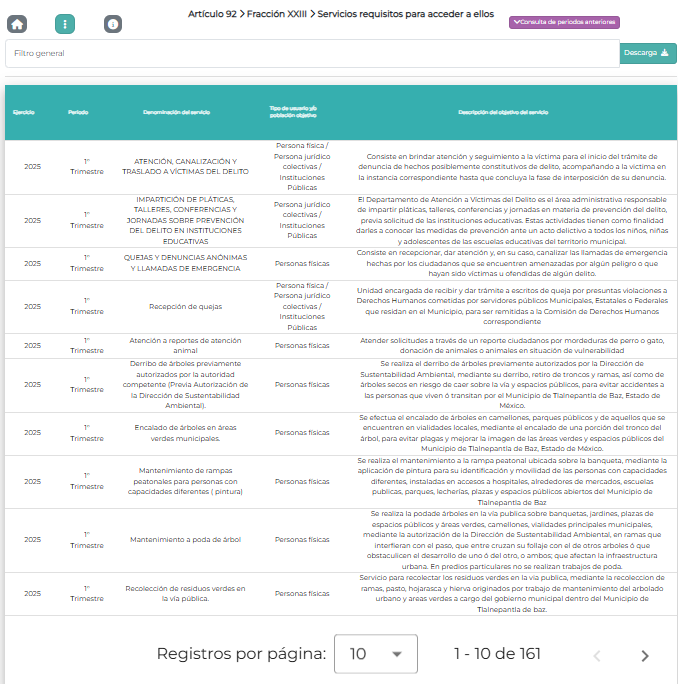 Artículo 92 > Fracción XXIII > Servicios requisitos para acceder a ellos
Consulta de periodos anteriores
Filtro general
Descarga
Ejercicio Periodo Denominación del servicio Tipo de usuario y/o población objetivo Descripción del objetivo del servicio
2025
1°
Trimestre
ATENCIÓN, CANALIZACIÓN Y
TRASLADO A VÍCTIMAS DEL DELITO
Persona física /
Persona jurídico
colectivas /
Instituciones
Públicas
Consiste en brindar atención y seguimiento a la víctima para el inicio del trámite de
denuncia de hechos posiblemente constitutivos de delito, acompañando a la víctima en
la instancia correspondiente hasta que concluya la fase de interposición de su denuncia.
2025
1°
Trimestre
IMPARTICIÓN DE PLÁTICAS,
TALLERES, CONFERENCIAS Y
JORNADAS SOBRE PREVENCIÓN
DEL DELITO EN INSTITUCIONES
EDUCATIVAS
Persona jurídico
colectivas /
Instituciones
Públicas
El Departamento de Atención a Víctimas del Delito es el área administrativa responsable
de impartir pláticas, talleres, conferencias y jornadas en materia de prevención del delito,
previa solicitud de las instituciones educativas. Estas actividades tienen como finalidad
darles a conocer las medidas de prevención ante un acto delictivo a todos los niños, niñas
y adolescentes de las escuelas educativas del territorio municipal.
2025
1°
Trimestre
QUEJAS Y DENUNCIAS ANÓNIMAS
Y LLAMADAS DE EMERGENCIA
Personas físicas
Consiste en recepcionar, dar atención y, en su caso, canalizar las llamadas de emergencia
hechas por los ciudadanos que se encuentren amenazados por algún peligro o que
hayan sido víctimas u ofendidas de algún delito.
2025
1°
Trimestre
Recepción de quejas
Persona física /
Persona jurídico
colectivas /
Instituciones
Públicas
Unidad encargada de recibir y dar trámite a escritos de queja por presuntas violaciones a
Derechos Humanos cometidas por servidores públicos Municipales, Estatales o Federales
que residan en el Municipio, para ser remitidas a la Comisión de Derechos Humanos
correspondiente
2025
1°
Trimestre
Atención a reportes de atención
animal
Personas físicas
Atender solicitudes a través de un reporte ciudadanos por mordeduras de perro o gato,
donación de animales o animales en situación de vulnerabilidad
2025
1°
Trimestre
Derribo de árboles previamente
autorizados por la autoridad
competente (Previa Autorización de
la Dirección de Sustentabilidad
Ambiental).
Personas físicas
Se realiza el derribo de árboles previamente autorizados por la Dirección de
Sustentabilidad Ambiental, mediante su derribo, retiro de troncos y ramas, así como de
árboles secos en riesgo de caer sobre la vía y espacios públicos, para evitar accidentes a
las personas que viven ó transitan por el Municipio de Tlalnepantla de Baz, Estado de
México.
2025
1°
Trimestre
Encalado de árboles en áreas
verdes municipales.
Personas físicas
Se efectua el encalado de árboles en camellones, parques públicos y de aquellos que se
encuentren en vialidades locales, mediante el encalado de una porción del tronco del
árbol, para evitar plagas y mejorar la imagen de las áreas verdes y espacios públicos del
Municipio de Tlalnepantla de Baz, Estado de México.
2025
1°
Trimestre
Mantenimiento de rampas
peatonales para personas con
capacidades diferentes ( pintura)
Personas físicas
Se realiza el mantenimiento a la rampa peatonal ubicada sobre la banqueta, mediante la
aplicación de pintura para su identificación y movilidad de las personas con capacidades
diferentes, instaladas en accesos a hospitales, alrededores de mercados, escuelas
publicas, parques, lecherías, plazas y espacios públicos abiertos del Municipio de
Tlalnepantla de Baz
2025
1°
Trimestre
Mantenimiento a poda de árbol
Personas físicas
Se realiza la podade árboles en la vía publica sobre banquetas, jardines, plazas de
espacios públicos y áreas verdes, camellones, vialidades principales municipales,
mediante la autorización de la Dirección de Sustentabilidad Ambiental, en ramas que
interfieran con el paso, que entre cruzan su follaje con el de otros arboles ó que
obstaculicen el desarrollo de uno ó del otro, o ambos; que afectan la infraestructura
urbana. En predios particulares no se realizan trabajos de poda.
2025
1°
Trimestre
Recolección de residuos verdes en
la vía pública.
Personas físicas
Servicio para recolectar los residuos verdes en la via publica, mediante la recoleccion de
ramas, pasto, hojarasca y hierva originados por trabajo de mantenimiento del arbolado
urbano y areas verdes a cargo del gobierno municipal dentro del Municipio de
Tlalnepantla de baz.
Registros por página: 10 1 - 10 de 161